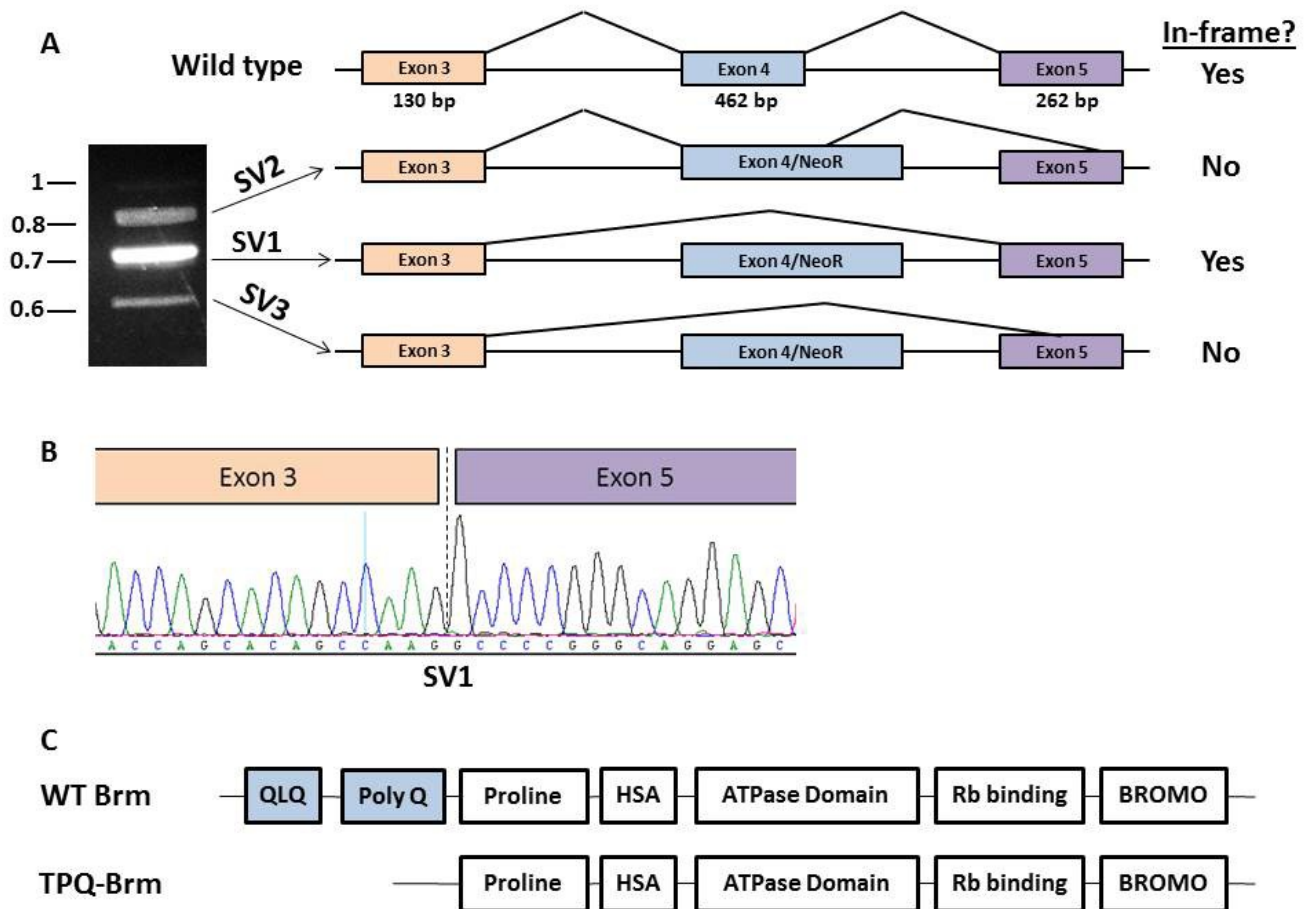 A
In-frame?
Wild type
Exon 3
Exon 4
Exon 5
Yes
130 bp
462 bp
262 bp
1
0.8
0.7
0.6
SV2
Exon 3
Exon 4/NeoR
Exon 5
No
SV1
Exon 3
Exon 4/NeoR
Exon 5
Yes
SV3
Exon 3
Exon 4/NeoR
Exon 5
No
B
Exon 3
Exon 5
A C C A G C A C A G C C A A G G C C C C G G G C A G G A G C
SV1
C
WT Brm
QLQ
Poly Q
Proline
HSA
ATPase Domain
Rb binding
BROMO
TPQ-Brm
Proline
HSA
ATPase Domain
Rb binding
BROMO